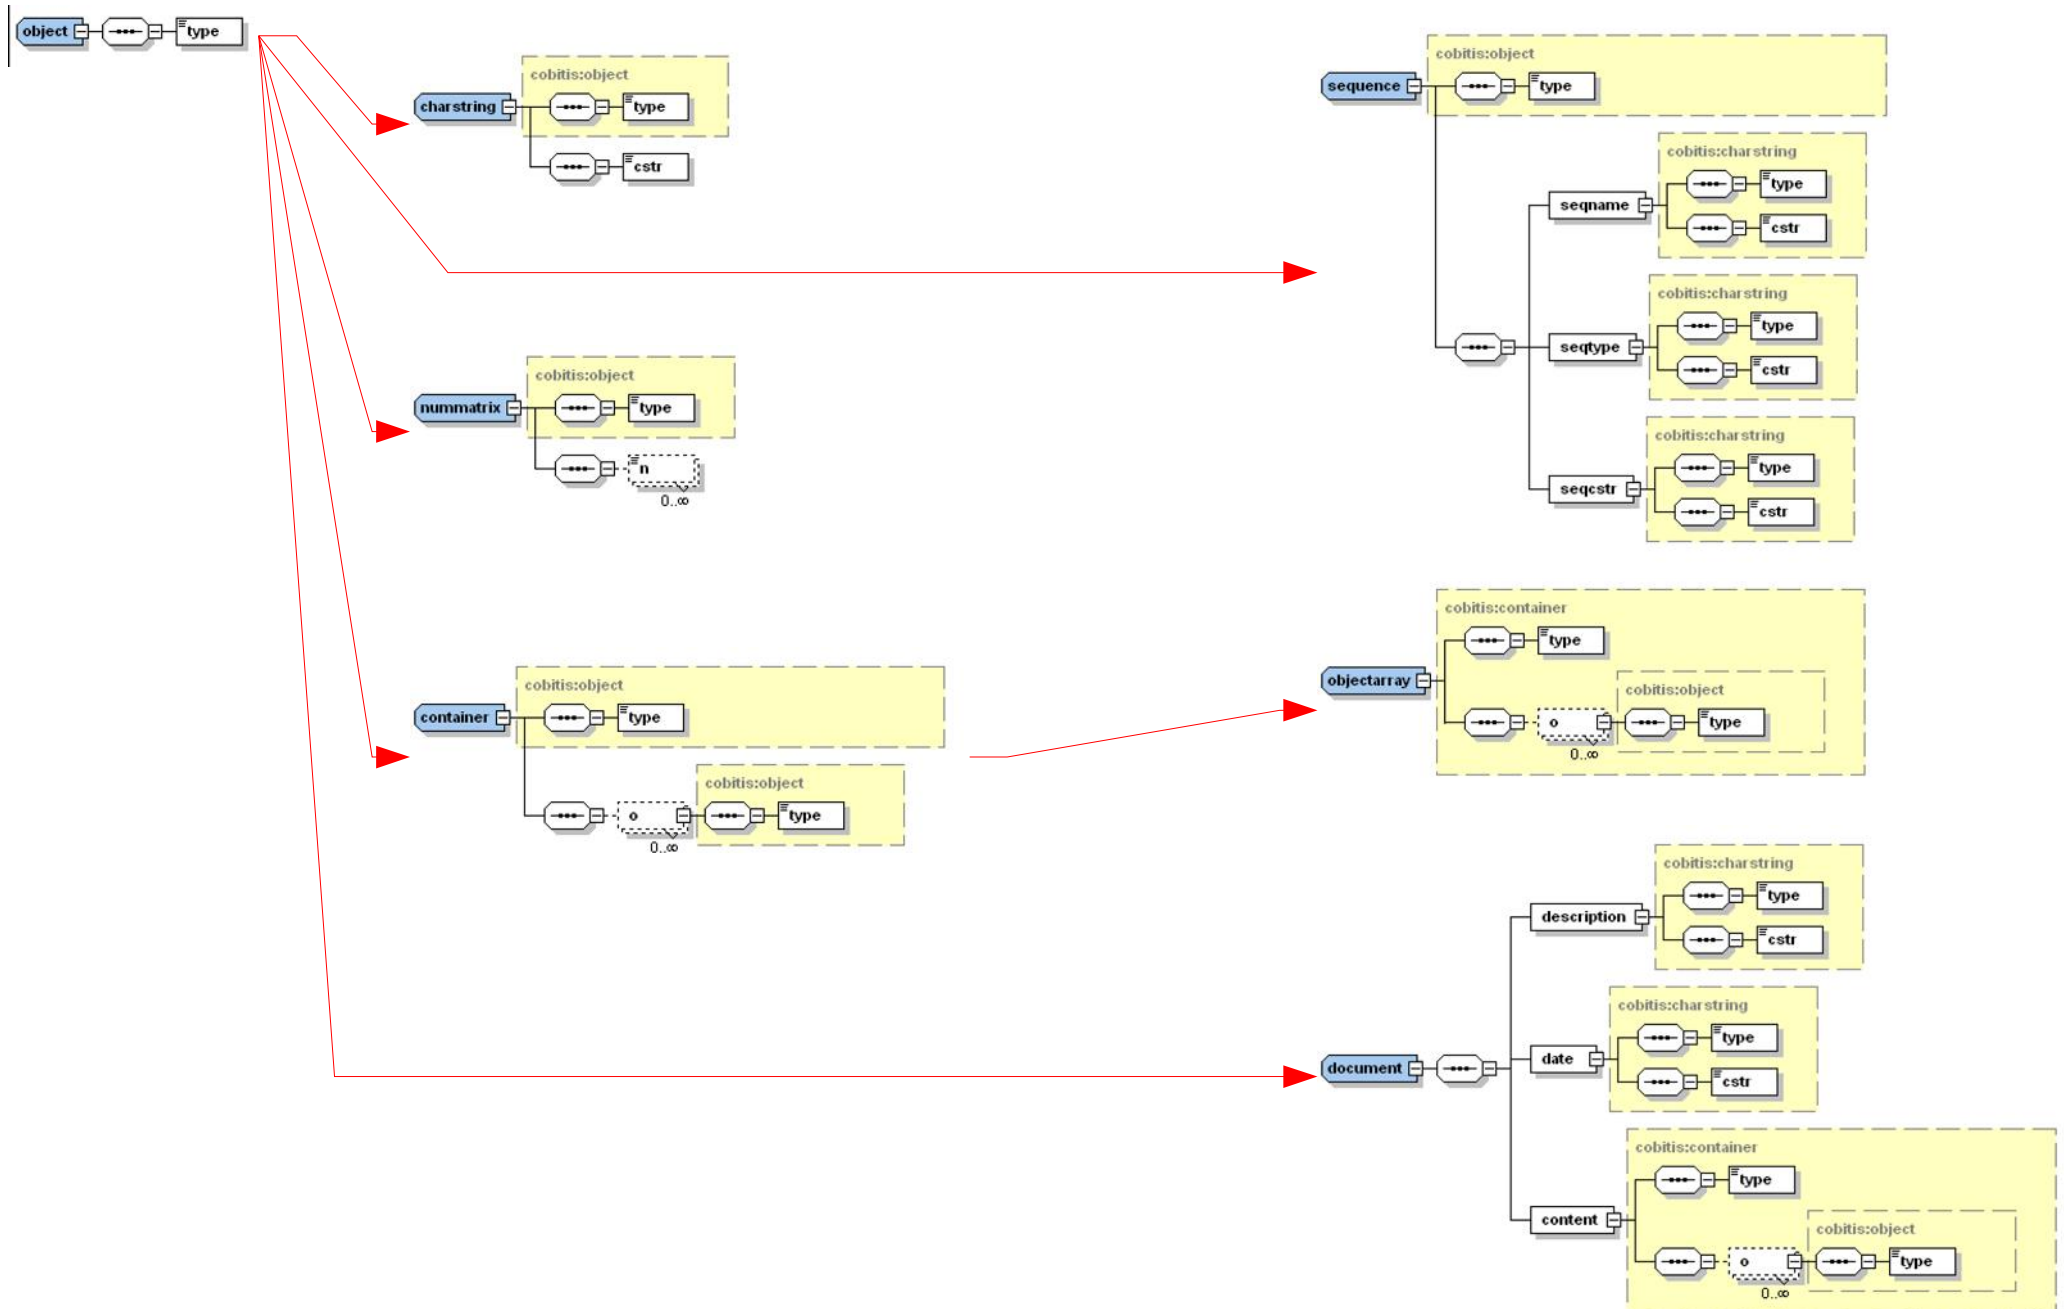 object
type
cobitis:object
charstring
type
cstr
cobitis:object
sequence
type
cobitis:charstring
type
seqname
cstr
cobitis:charstring
type
seqtype
cstr
cobitis:charstring
type
seqcstr
cstr
cobitis:object
nummatrix
type
n
0..∞
cobitis:object
container
type
cobitis:object
o
type
0..∞
cobitis:container
type
objectarray
cobitis:object
o
type
0..∞
cobitis:charstring
type
description
cstr
cobitis:charstring
type
document
date
cstr
cobitis:container
type
content
cobitis:object
o
type
0..∞